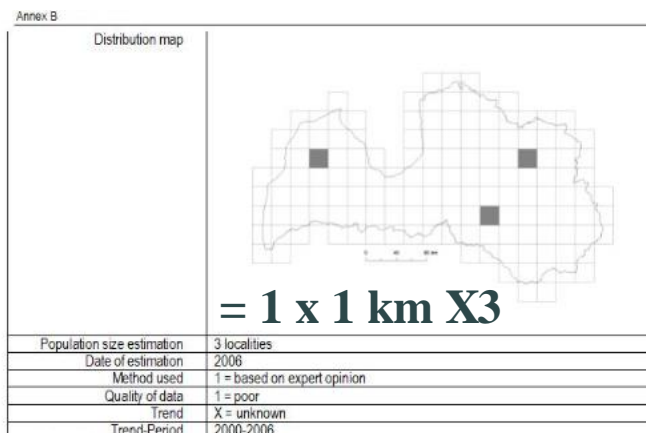 Annex B
Distribution map
= 1 x 1 km X3
Population size estimation 3 localities
Date of estimation 2006
Method used 1 = based on expert opinion
Quality of data 1 = poor
Trend X = unknown
Trend-Period 2000-2006